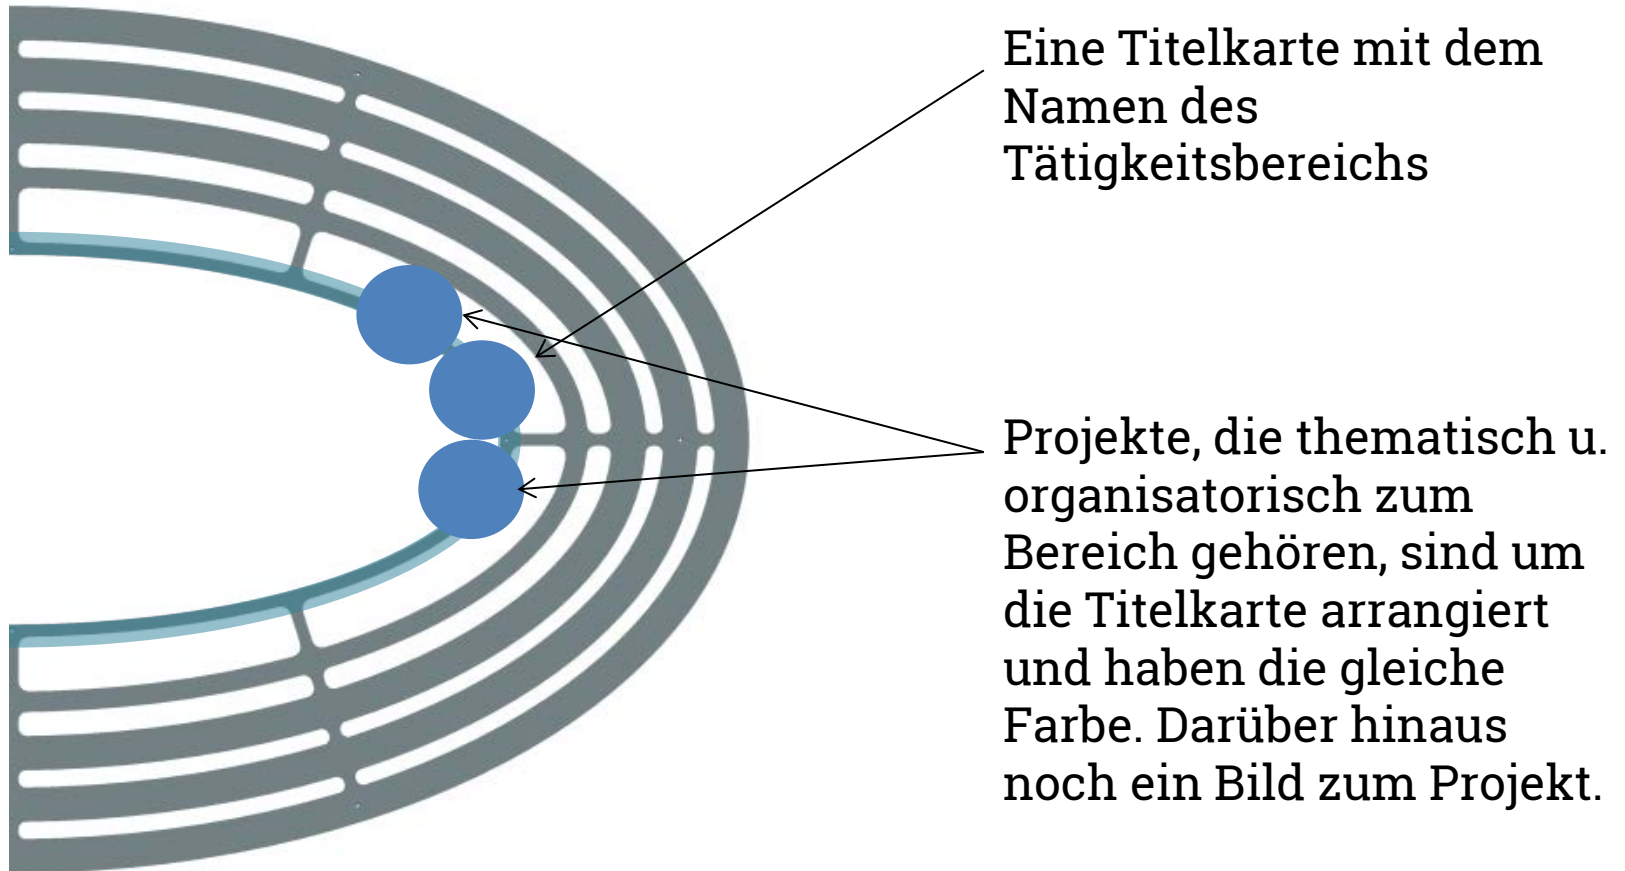 Eine Titelkarte mit dem
Namen des
Tätigkeitsbereichs
Projekte, die thematisch u.
organisatorisch zum
Bereich gehören, sind um
die Titelkarte arrangiert
und haben die gleiche
Farbe. Darüber hinaus
noch ein Bild zum Projekt.